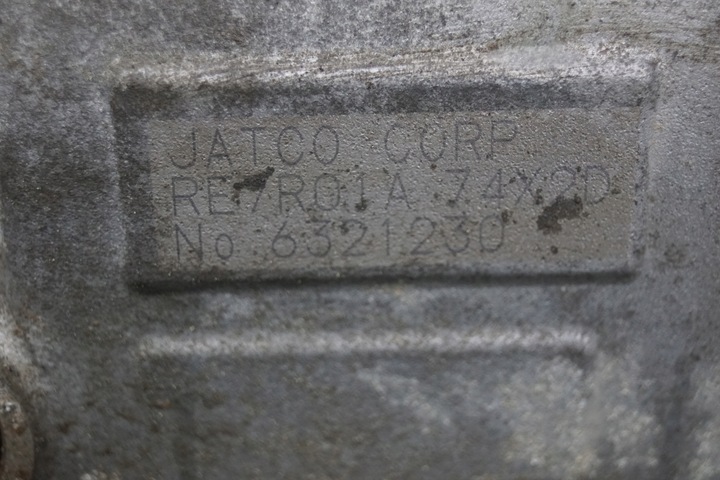 JATCO CORP
RE7R01A 74X2D
No 6321230